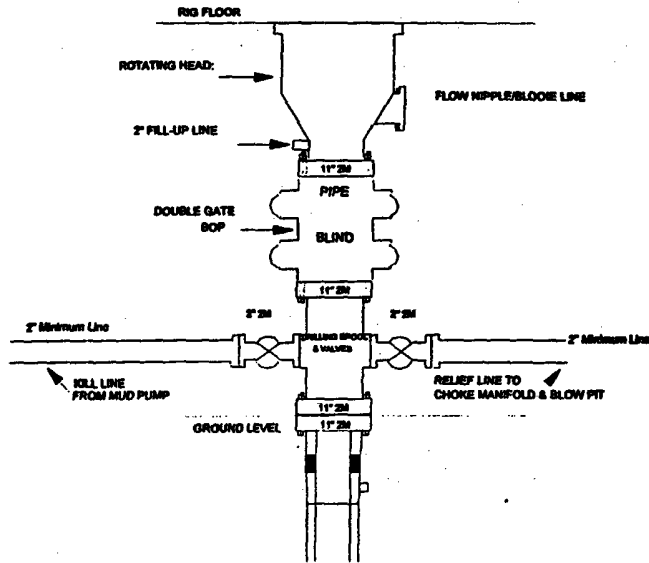 RIG FLOOR
ROTATING HEAD:
FLOW NIPPLE/BLOOIE LINE
2" FILL-UP LINE
11" 2M
PIPE
DOUBLE GATE
BOP
BLIND
11" 2M
2" 2M
2" 2M
2" Minimum Line
DRILLING SPOOL
& VALVES
2" Minimum Line
KILL LINE
FROM MUD PUMP
RELIEF LINE TO
CHOKE MANIFOLD & BLOW PIT
11" 2M
GROUND LEVEL
11" 2M